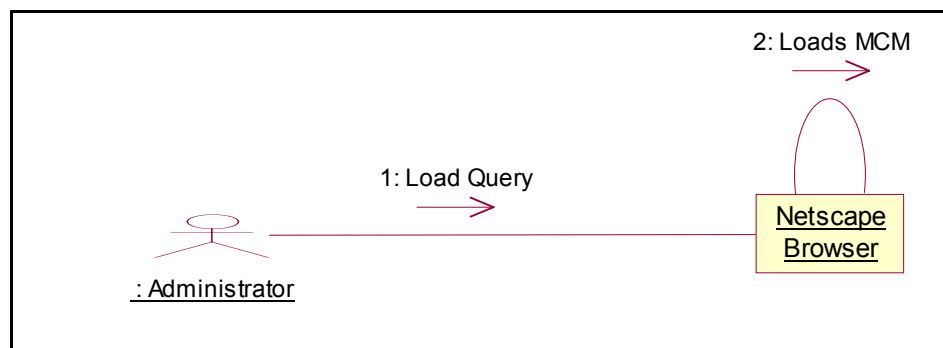 2: Loads MCM
1: Load Query
Netscape
Browser
: Administrator